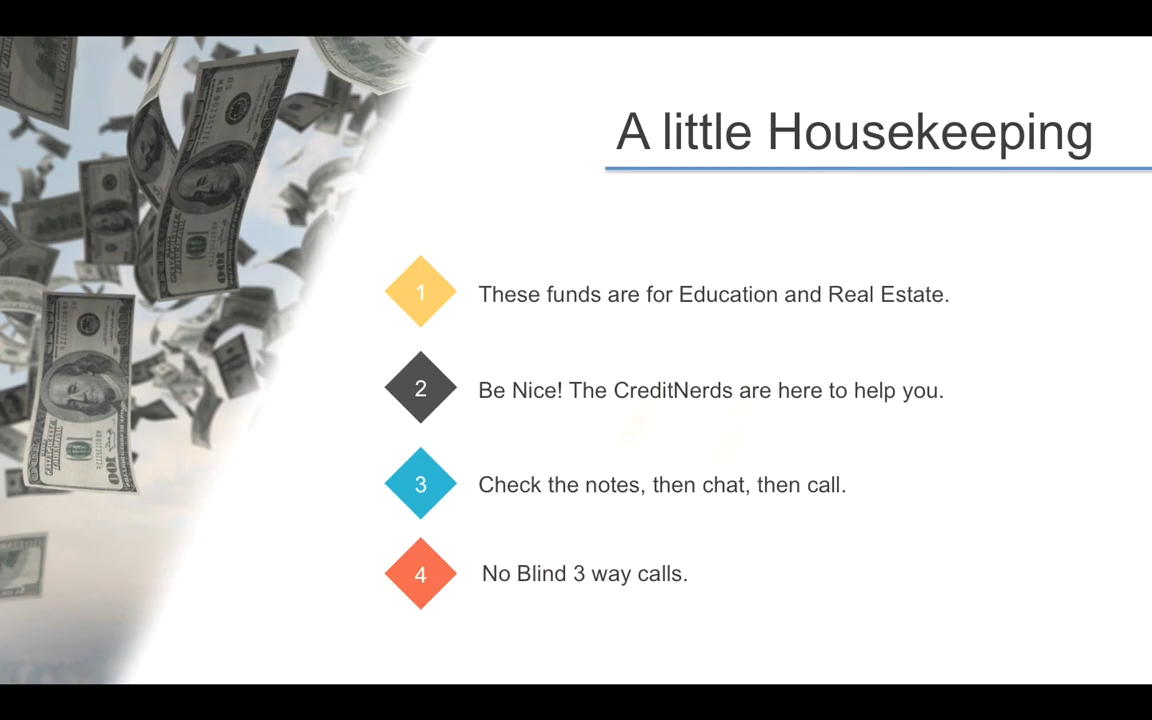 A little Housekeeping
1 These funds are for Education and Real Estate.
2 Be Nice! The CreditNerds are here to help you.
3 Check the notes, then chat, then call.
4 No Blind 3 way calls.